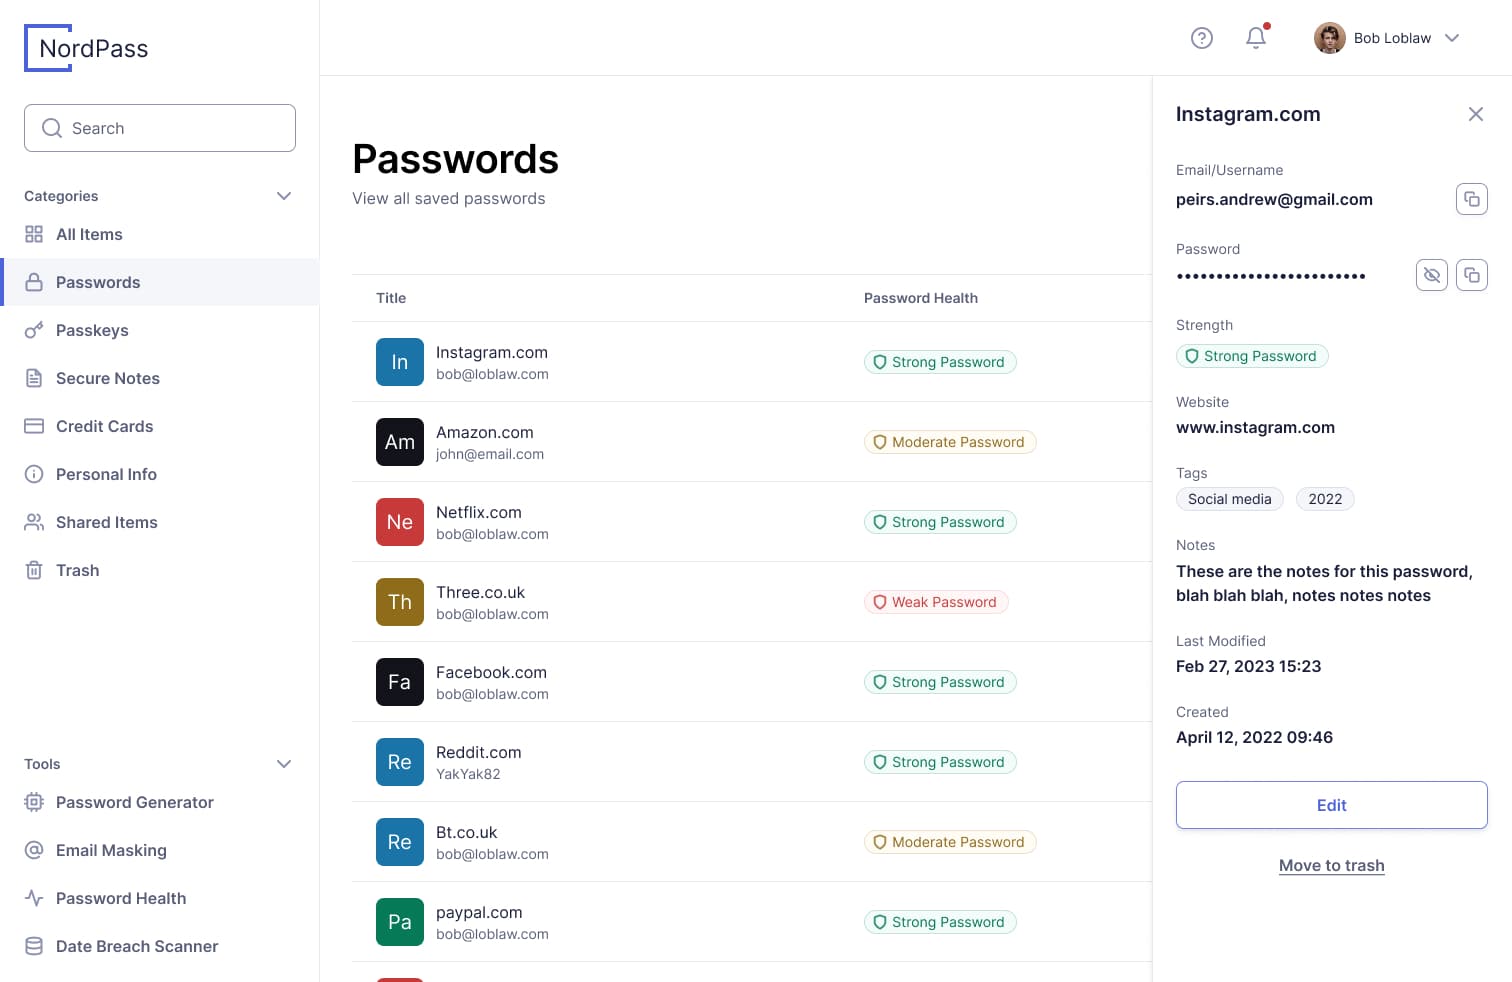 NordPass
Search
Categories
All Items
Passwords
Passkeys
Secure Notes
Credit Cards
Personal Info
Shared Items
Trash
Tools
Password Generator
Email Masking
Password Health
Date Breach Scanner
Bob Loblaw
Passwords
View all saved passwords
Title
Password Health
In
Instagram.com
bob@loblaw.com
Strong Password
Am
Amazon.com
john@email.com
Moderate Password
Ne
Netflix.com
bob@loblaw.com
Strong Password
Th
Three.co.uk
bob@loblaw.com
Weak Password
Fa
Facebook.com
bob@loblaw.com
Strong Password
Re
Reddit.com
YakYak82
Strong Password
Re
Bt.co.uk
bob@loblaw.com
Moderate Password
Pa
paypal.com
bob@loblaw.com
Strong Password
Instagram.com
Email/Username
peirs.andrew@gmail.com
Password
••••••••••••••••••••••••
Strength
Strong Password
Website
www.instagram.com
Tags
Social media
2022
Notes
These are the notes for this password,
blah blah blah, notes notes notes
Last Modified
Feb 27, 2023 15:23
Created
April 12, 2022 09:46
Edit
Move to trash